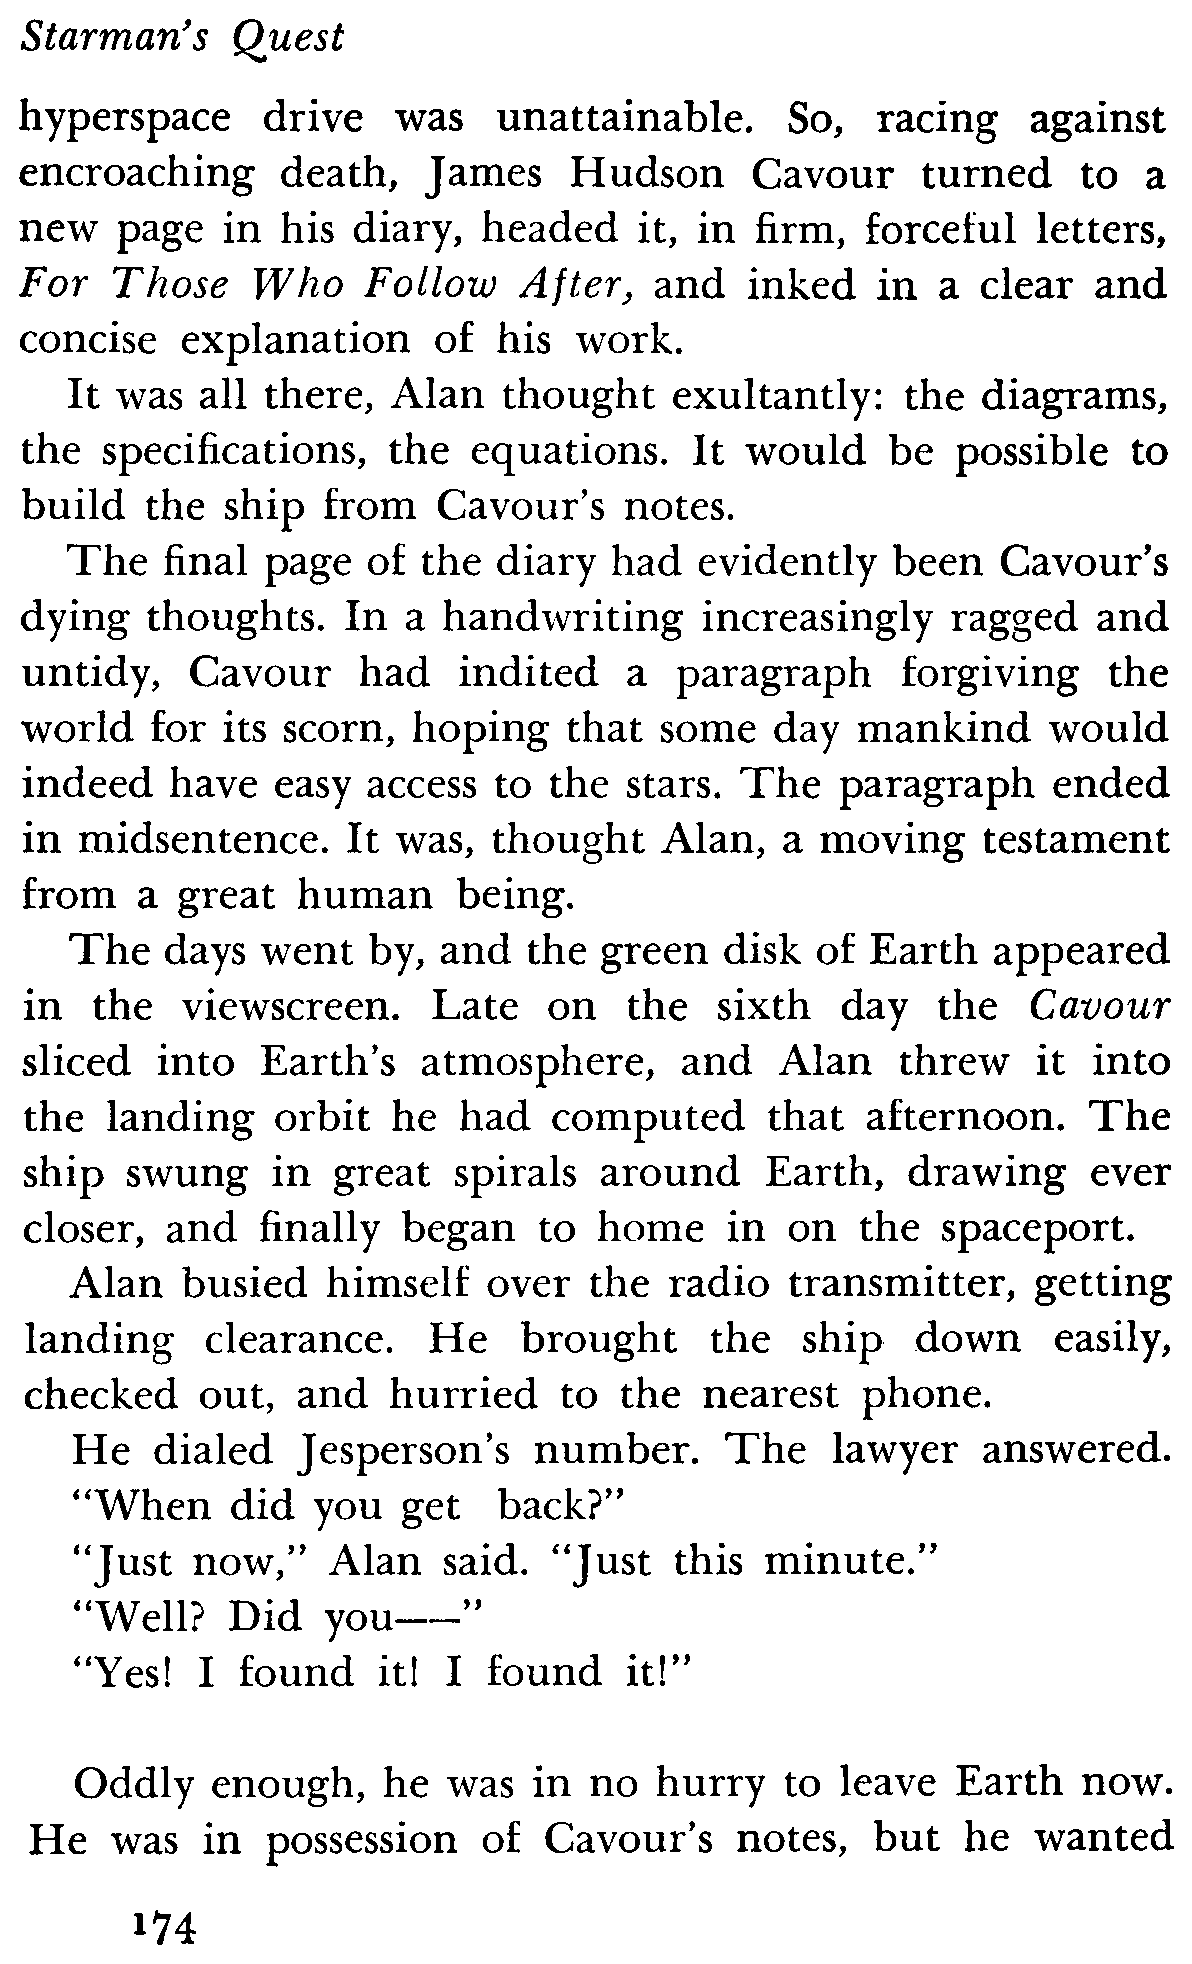 Starman's Quest
hyperspace drive was unattainable. So, racing against
encroaching death, James Hudson Cavour turned to a
new page in his diary, headed it, in firm, forceful letters,
For Those Who Follow After, and inked in a clear and
concise explanation of his work.
It was all there, Alan thought exultantly: the diagrams,
the specifications, the equations. It would be possible to
build the ship from Cavour's notes.
The final page of the diary had evidently been Cavour's
dying thoughts. In a handwriting increasingly ragged and
untidy, Cavour had indited a paragraph forgiving the
world for its scorn, hoping that some day mankind would
indeed have easy access to the stars. The paragraph ended
in midsentence. It was, thought Alan, a moving testament
from a great human being.
The days went by, and the green disk of Earth appeared
in the viewscreen. Late on the sixth day the Cavour
sliced into Earth's atmosphere, and Alan threw it into
the landing orbit he had computed that afternoon. The
ship swung in great spirals around Earth, drawing ever
closer, and finally began to home in on the spaceport.
Alan busied himself over the radio transmitter, getting
landing clearance. He brought the ship down easily,
checked out, and hurried to the nearest phone.
He dialed Jesperson's number. The lawyer answered.
"When did you get back?"
"Just now," Alan said. "Just this minute."
"Well? Did you——"
"Yes! I found it! I found it!"
Oddly enough, he was in no hurry to leave Earth now.
He was in possession of Cavour's notes, but he wanted
174